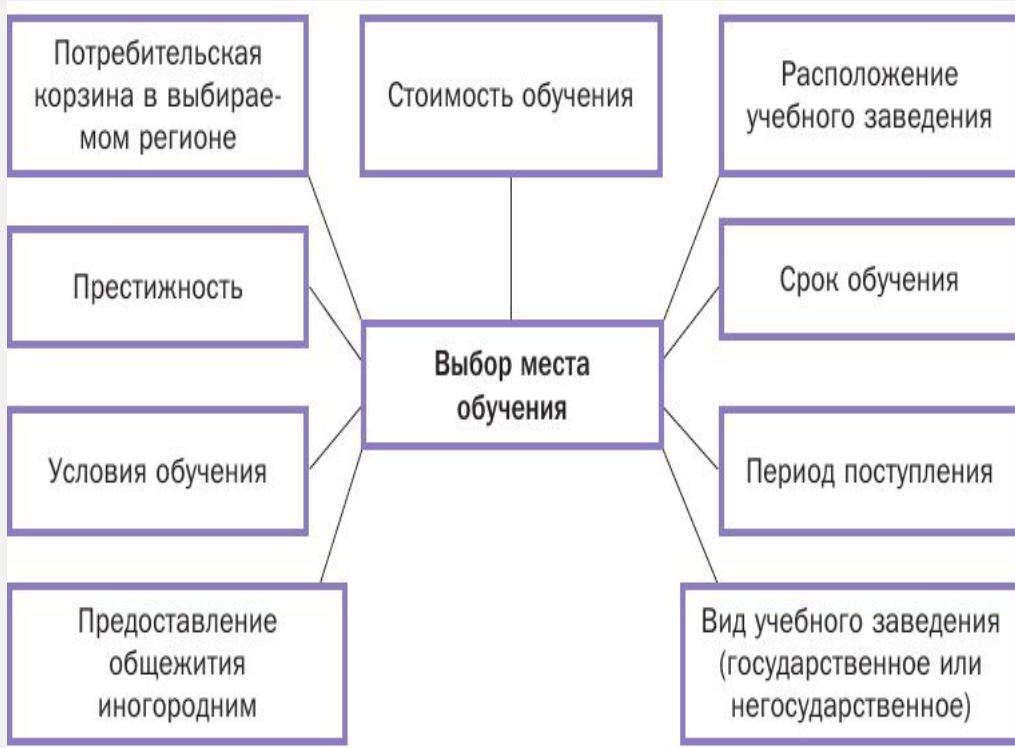 Потребительская
корзина в выбирае-
мом регионе
Стоимость обучения
Расположение
учебного заведения
Престижность
Срок обучения
Выбор места
обучения
Условия обучения
Период поступления
Предоставление
общежития
иногородним
Вид учебного заведения
(государственное или
негосударственное)